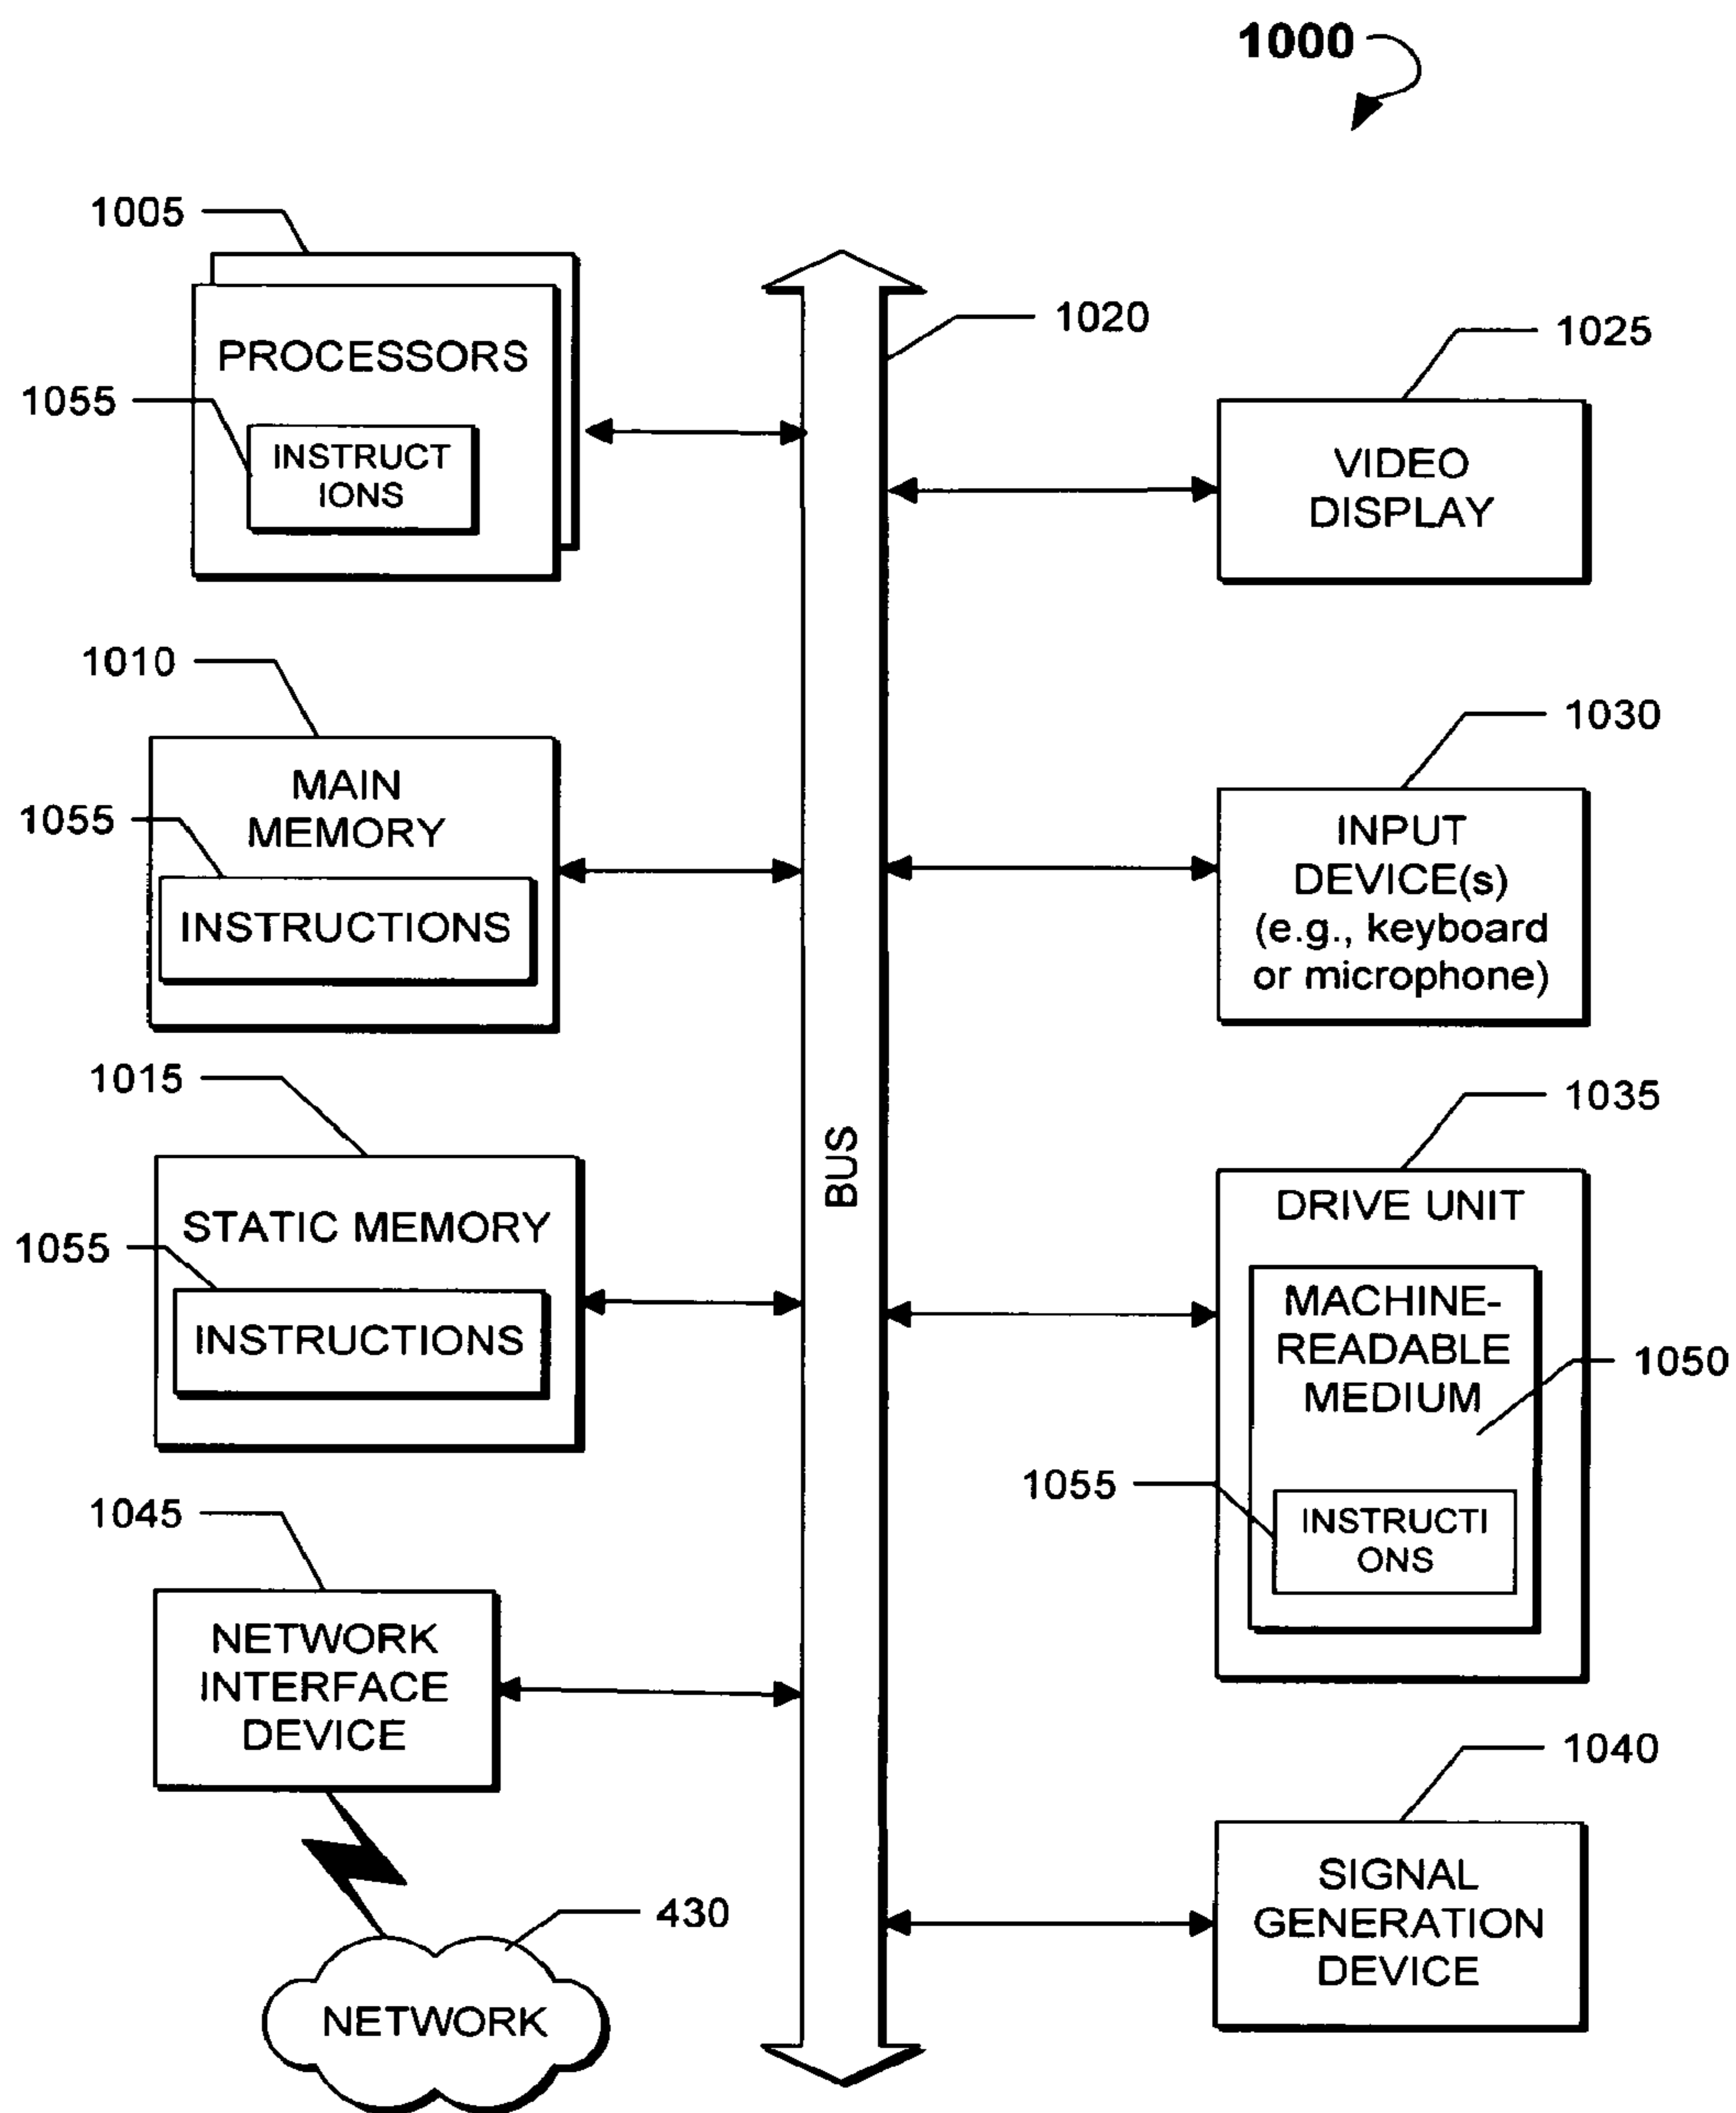 1000
1005
PROCESSORS
1055
INSTRUCT
IONS
1010
MAIN
MEMORY
1055
INSTRUCTIONS
1015
STATIC MEMORY
1055
INSTRUCTIONS
1045
NETWORK
INTERFACE
DEVICE
430
NETWORK
BUS
1020
1025
VIDEO
DISPLAY
1030
INPUT
DEVICE(s)
(e.g., keyboard
or microphone)
1035
DRIVE UNIT
MACHINE-
READABLE
MEDIUM
1050
1055
INSTRUCTI
ONS
1040
SIGNAL
GENERATION
DEVICE